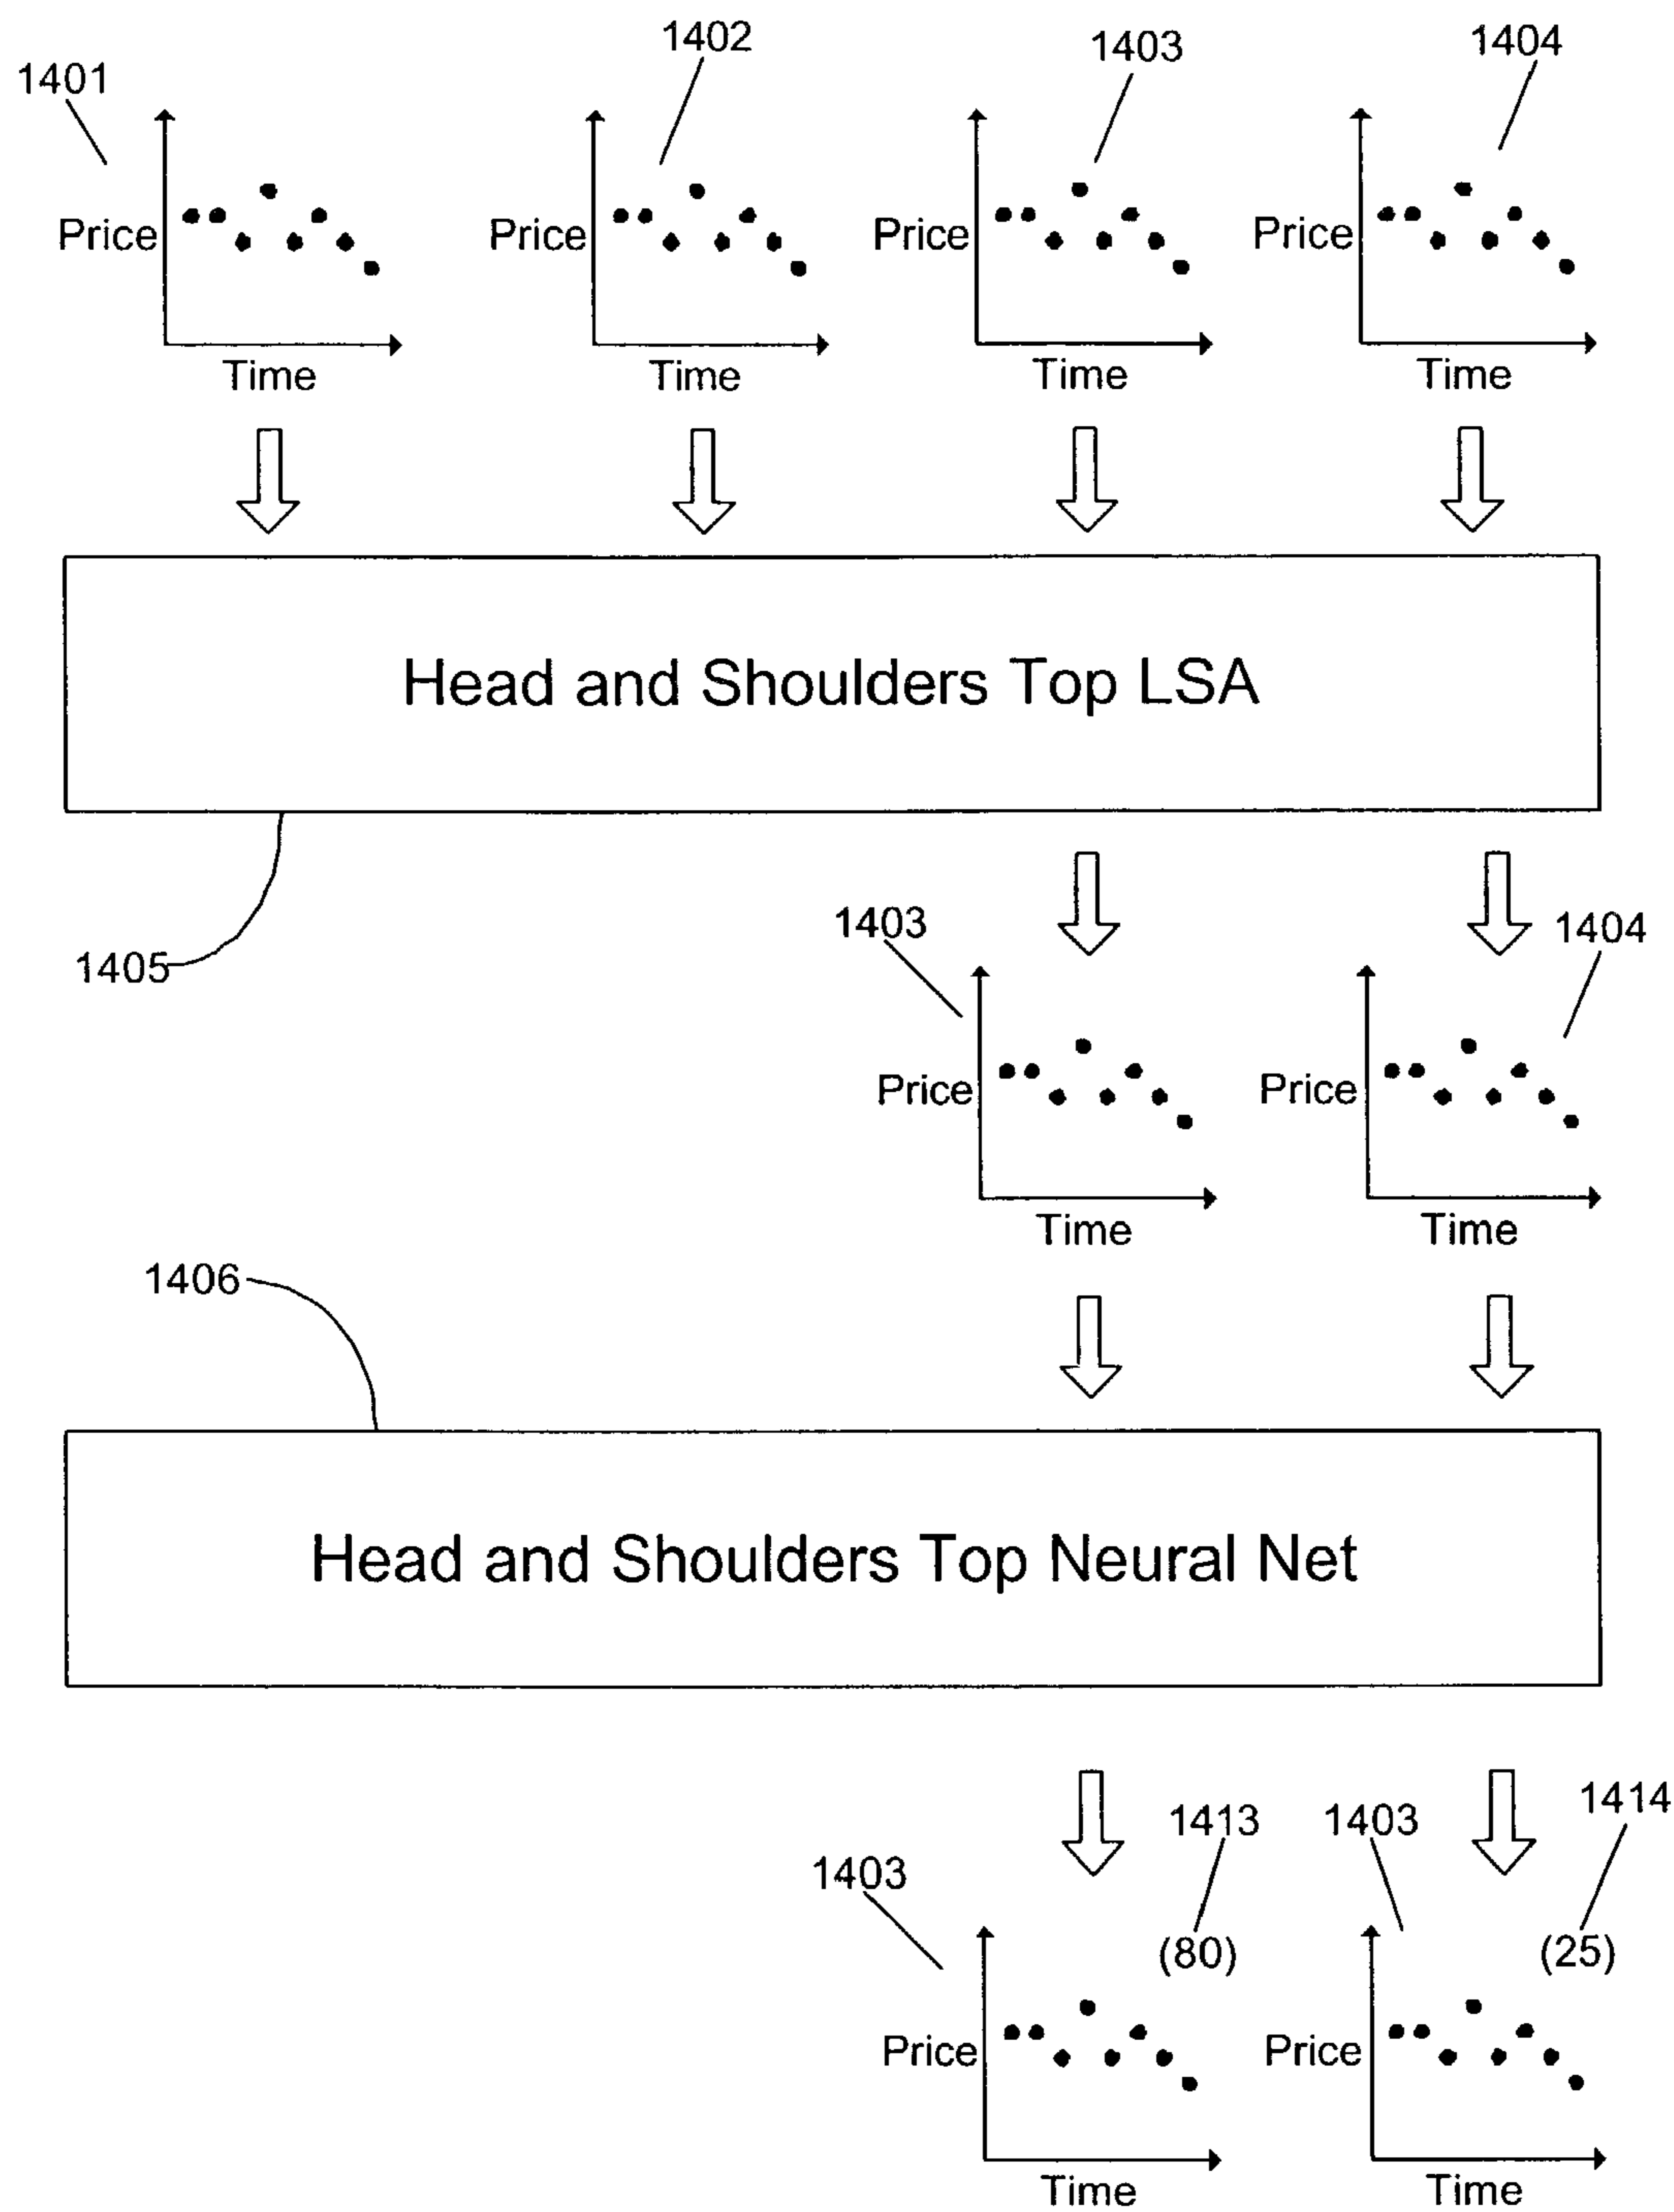 1401
1402
1403
1404
Price
Price
Price
Price
Time
Time
Time
Time
Head and Shoulders Top LSA
1405
1403
1404
Price
Price
Time
Time
1406
Head and Shoulders Top Neural Net
1403
1413
1403
1414
(80)
(25)
Price
Price
Time
Time